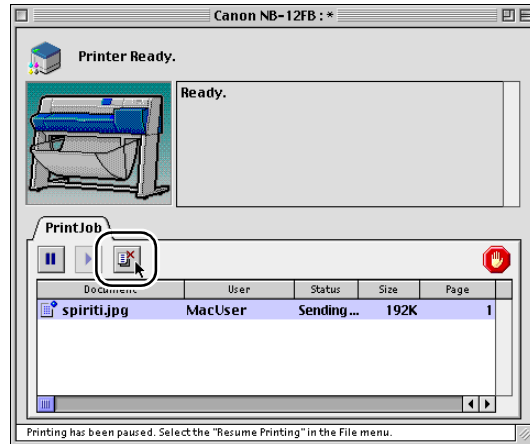 Canon NB-12FB : *
Printer Ready.
Ready.
PrintJob
Document User Status Size Page
spiriti.jpg MacUser Sending... 192K 1
Printing has been paused. Select the "Resume Printing" in the File menu.